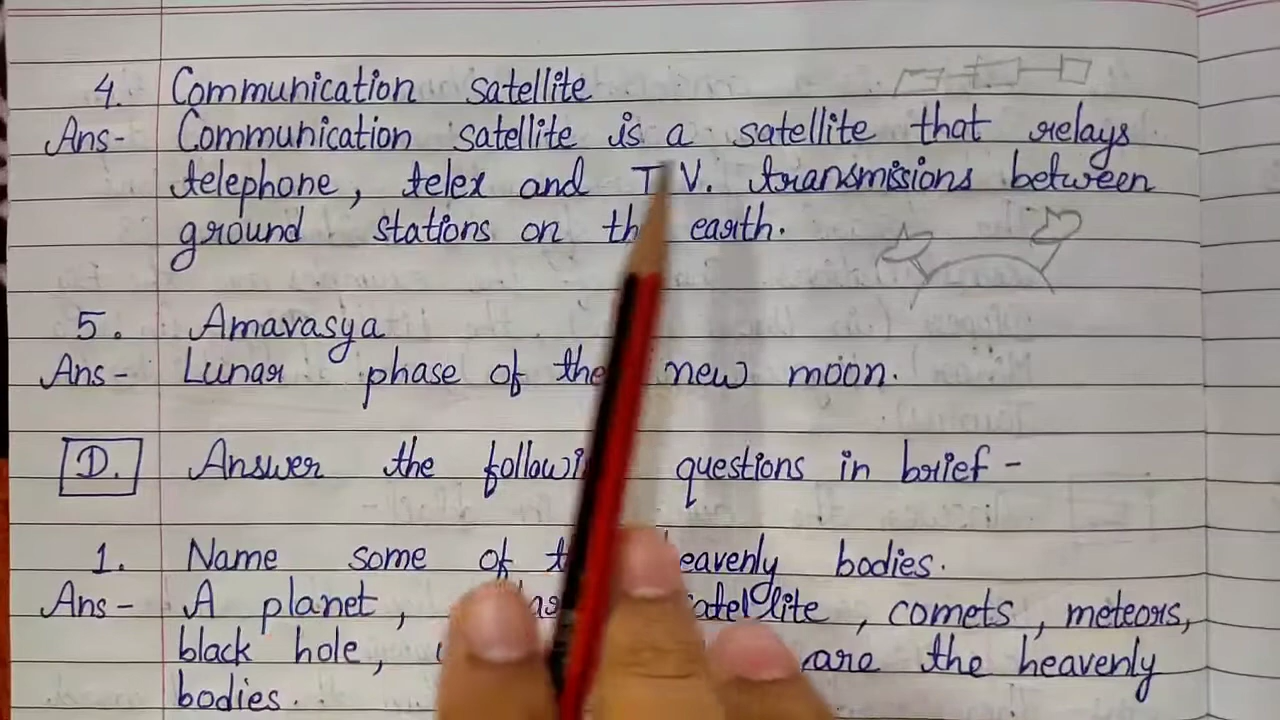 4. Communication satellite
Ans- Communication satellite is a satellite that relays
telephone, telex and T.V. transmissions between
ground stations on the earth.
5. Amavasya
Ans- Lunar phase of the new moon.
D. Answer the following questions in brief -
1. Name some of the heavenly bodies.
Ans- A planet, satellite, comets, meteors,
black hole, are the heavenly
bodies.